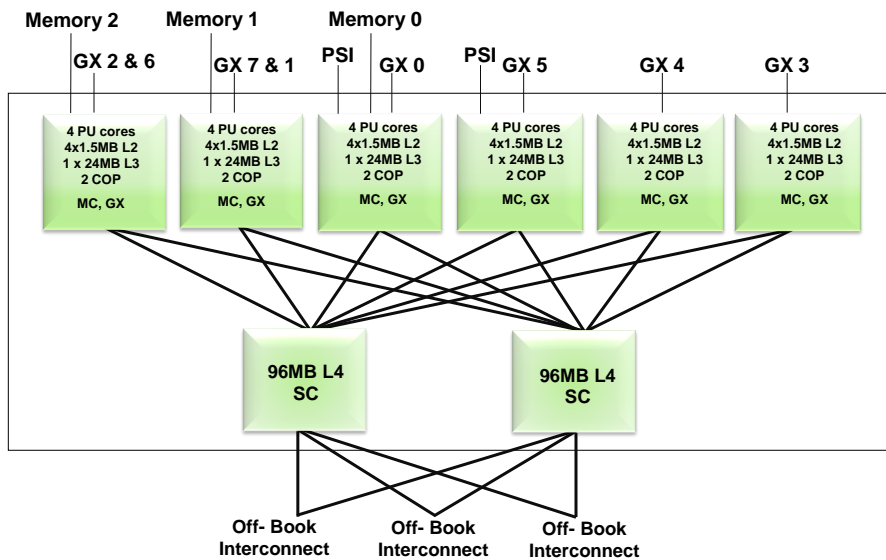 Memory 2
Memory 1
Memory 0
GX 2 & 6
GX 7 & 1
PSI
GX 0
PSI
GX 5
GX 4
GX 3
4 PU cores
4x1.5MB L2
1 x 24MB L3
2 COP
MC, GX
4 PU cores
4x1.5MB L2
1 x 24MB L3
2 COP
MC, GX
4 PU cores
4x1.5MB L2
1 x 24MB L3
2 COP
MC, GX
4 PU cores
4x1.5MB L2
1 x 24MB L3
2 COP
MC, GX
4 PU cores
4x1.5MB L2
1 x 24MB L3
2 COP
MC, GX
4 PU cores
4x1.5MB L2
1 x 24MB L3
2 COP
MC, GX
96MB L4
SC
96MB L4
SC
Off- Book
Interconnect
Off- Book
Interconnect
Off- Book
Interconnect